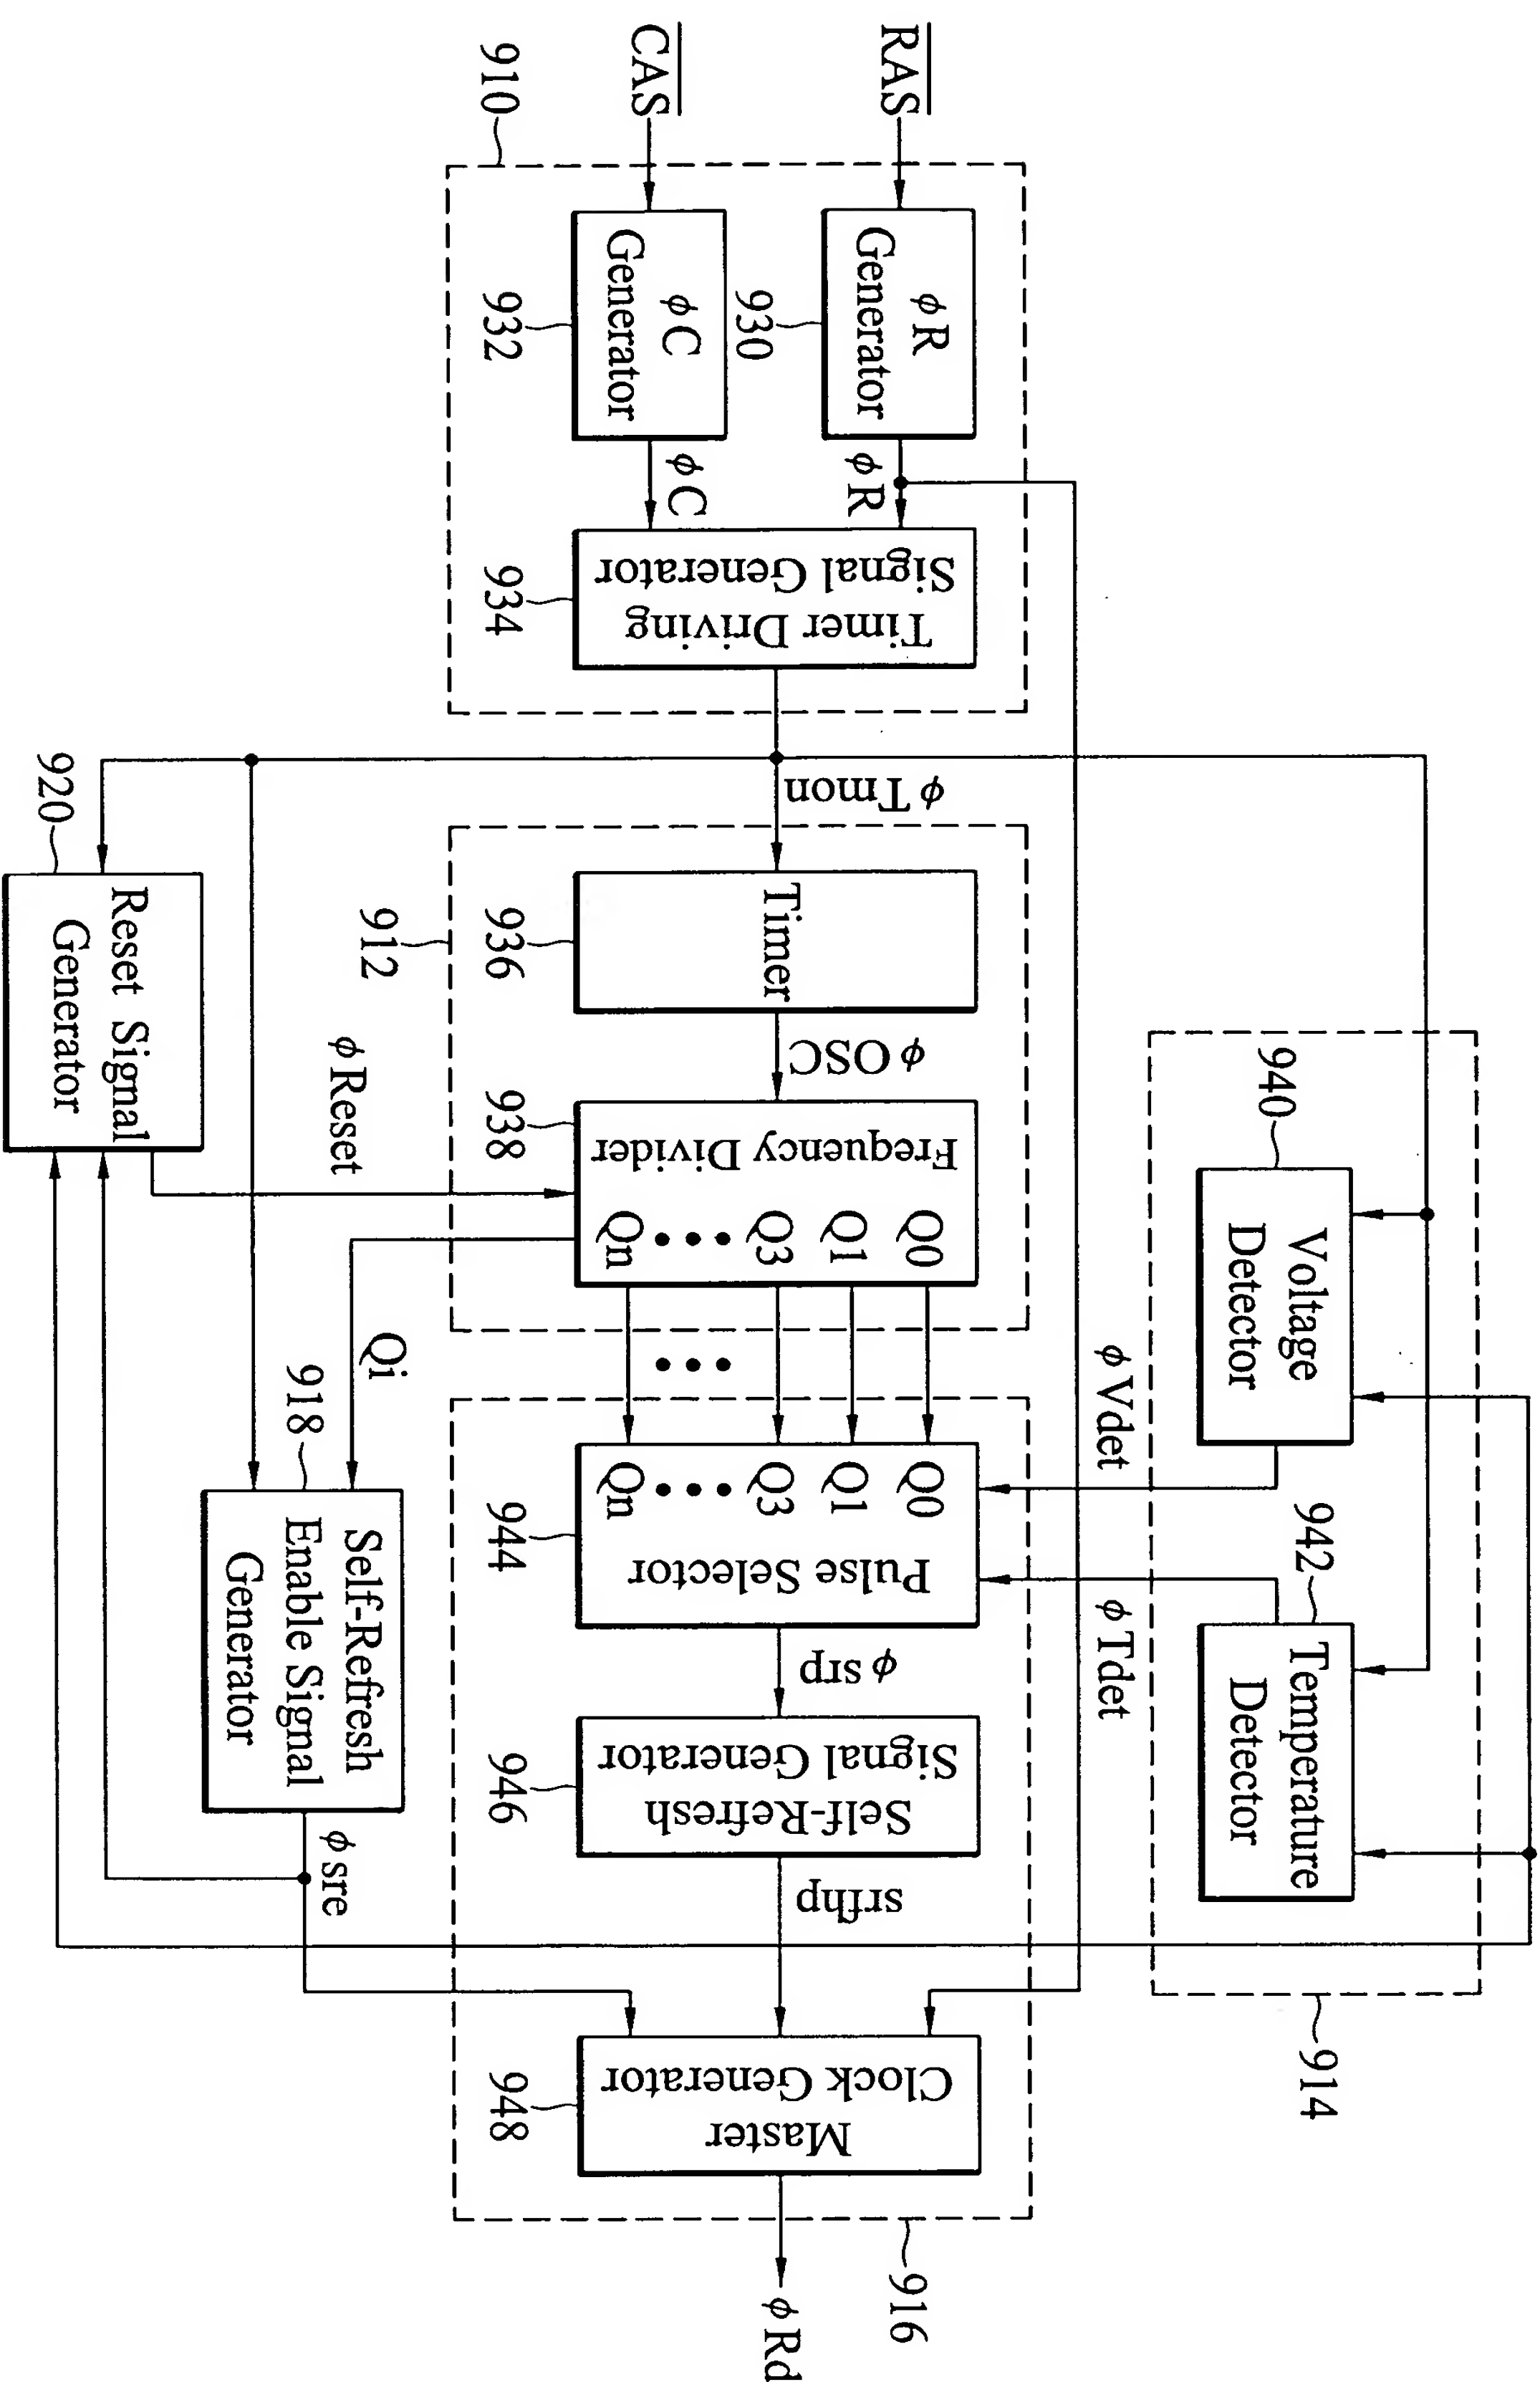 RAS
CAS
910
φR
Generator
930
φC
Generator
932
φR
φC
Timer Driving
Signal Generator
934
φTmon
920
Reset Signal
Generator
φReset
912
Timer
936
φOSC
Frequency Divider
938
Q0
Q1
Q3
•••
Qn
•••
Qi
918
Self-Refresh
Enable Signal
Generator
φsre
914
940
Voltage
Detector
φVdet
942
Temperature
Detector
φTdet
Q0
Q1
Q3
•••
Qn
Pulse Selector
944
φsrp
Self-Refresh
Signal Generator
946
srfhp
Master
Clock Generator
948
916
φRd